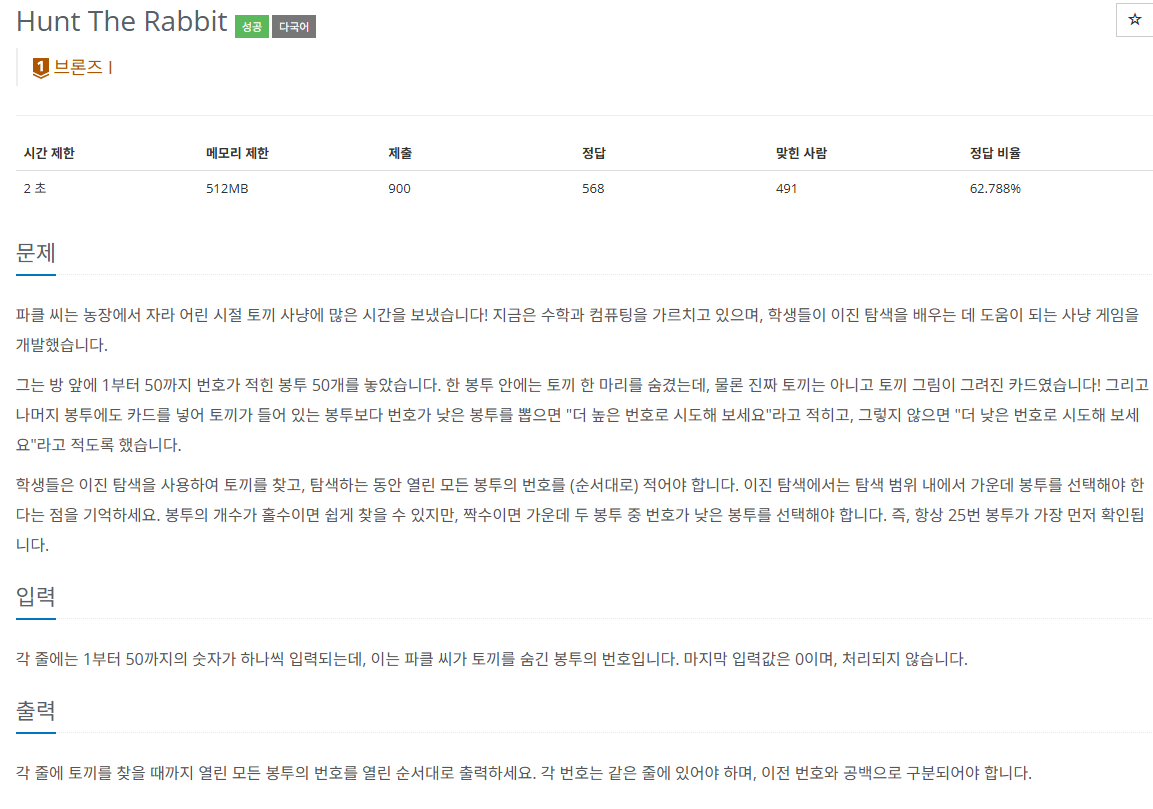 Hunt The Rabbit 성공 다국어
☆
1 브론즈 I
시간 제한 메모리 제한 제출 정답 맞힌 사람 정답 비율
2 초 512MB 900 568 491 62.788%
문제
파클 씨는 농장에서 자라 어린 시절 토끼 사냥에 많은 시간을 보냈습니다! 지금은 수학과 컴퓨팅을 가르치고 있으며, 학생들이 이진 탐색을 배우는 데 도움이 되는 사냥 게임을
개발했습니다.
그는 방 앞에 1부터 50까지 번호가 적힌 봉투 50개를 놓았습니다. 한 봉투 안에는 토끼 한 마리를 숨겼는데, 물론 진짜 토끼는 아니고 토끼 그림이 그려진 카드였습니다! 그리고
나머지 봉투에도 카드를 넣어 토끼가 들어 있는 봉투보다 번호가 낮은 봉투를 뽑으면 "더 높은 번호로 시도해 보세요"라고 적히고, 그렇지 않으면 "더 낮은 번호로 시도해 보세
요"라고 적도록 했습니다.
학생들은 이진 탐색을 사용하여 토끼를 찾고, 탐색하는 동안 열린 모든 봉투의 번호를 (순서대로) 적어야 합니다. 이진 탐색에서는 탐색 범위 내에서 가운데 봉투를 선택해야 한
다는 점을 기억하세요. 봉투의 개수가 홀수이면 쉽게 찾을 수 있지만, 짝수이면 가운데 두 봉투 중 번호가 낮은 봉투를 선택해야 합니다. 즉, 항상 25번 봉투가 가장 먼저 확인됩
니다.
입력
각 줄에는 1부터 50까지의 숫자가 하나씩 입력되는데, 이는 파클 씨가 토끼를 숨긴 봉투의 번호입니다. 마지막 입력값은 0이며, 처리되지 않습니다.
출력
각 줄에 토끼를 찾을 때까지 열린 모든 봉투의 번호를 열린 순서대로 출력하세요. 각 번호는 같은 줄에 있어야 하며, 이전 번호와 공백으로 구분되어야 합니다.